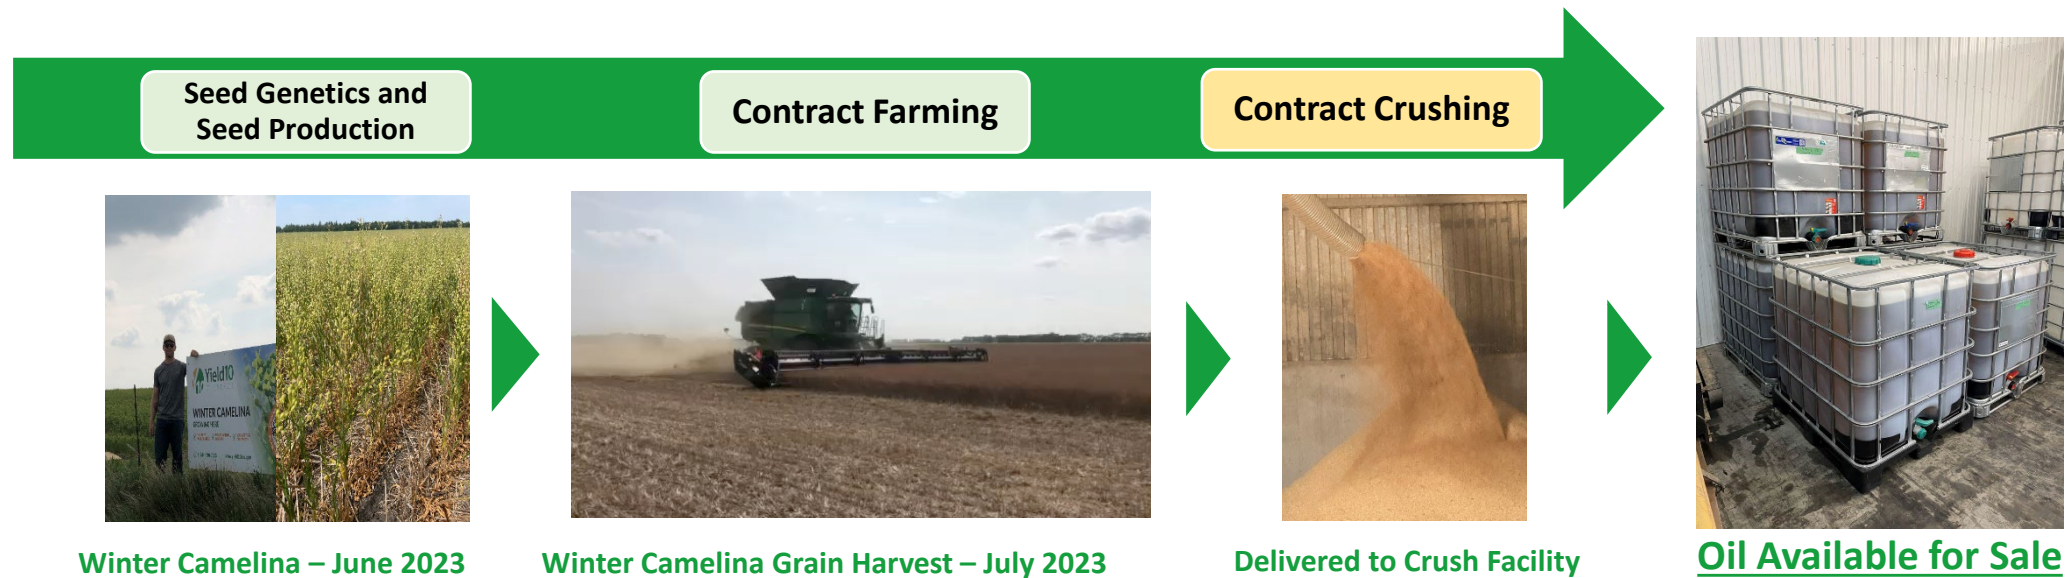 Seed Genetics and
Seed Production
Contract Farming
Contract Crushing
Yield10
WINTER CAMELINA
Winter Camelina – June 2023
Winter Camelina Grain Harvest – July 2023
Delivered to Crush Facility
Oil Available for Sale